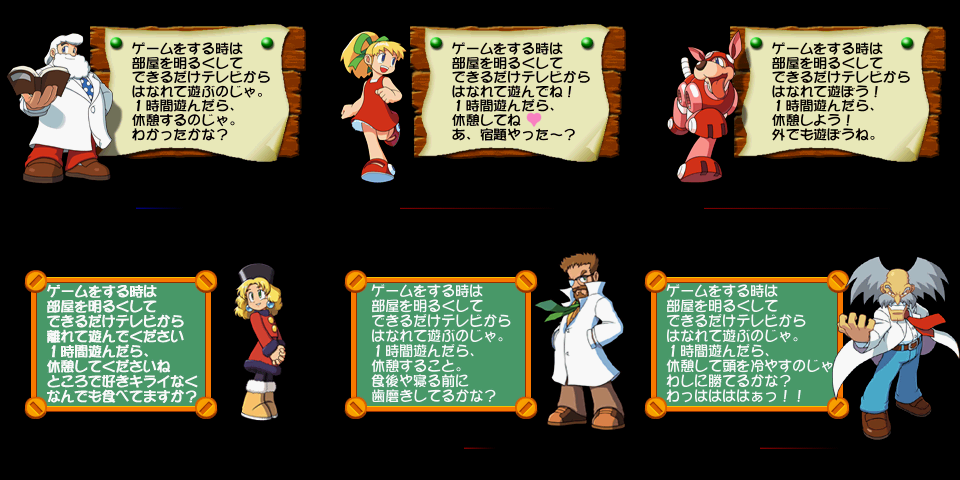 ゲームをする時は
部屋を明るくして
できるだけテレビから
はなれて遊ぶのじゃ。
１時間遊んだら、
休憩するのじゃ。
わかったかな？
ゲームをする時は
部屋を明るくして
できるだけテレビから
はなれて遊んでね！
１時間遊んだら、
休憩してね
あ、宿題やった～？
ゲームをする時は
部屋を明るくして
できるだけテレビから
はなれて遊ぼう！
１時間遊んだら、
休憩しよう！
外でも遊ぼうね。
ゲームをする時は
部屋を明るくして
できるだけテレビから
離れて遊んでください
１時間遊んだら、
休憩してくださいね
ところで好きキライなく
なんでも食べてますか？
ゲームをする時は
部屋を明るくして
できるだけテレビから
はなれて遊ぶのじゃ。
１時間遊んだら、
休憩すること。
食後や寝る前に
歯磨きしてるかな？
ゲームをする時は
部屋を明るくして
できるだけテレビから
はなれて遊ぶのじゃ。
１時間遊んだら、
休憩して頭を冷やすのじゃ
わしに勝てるかな？
わっはははははぁっ！！